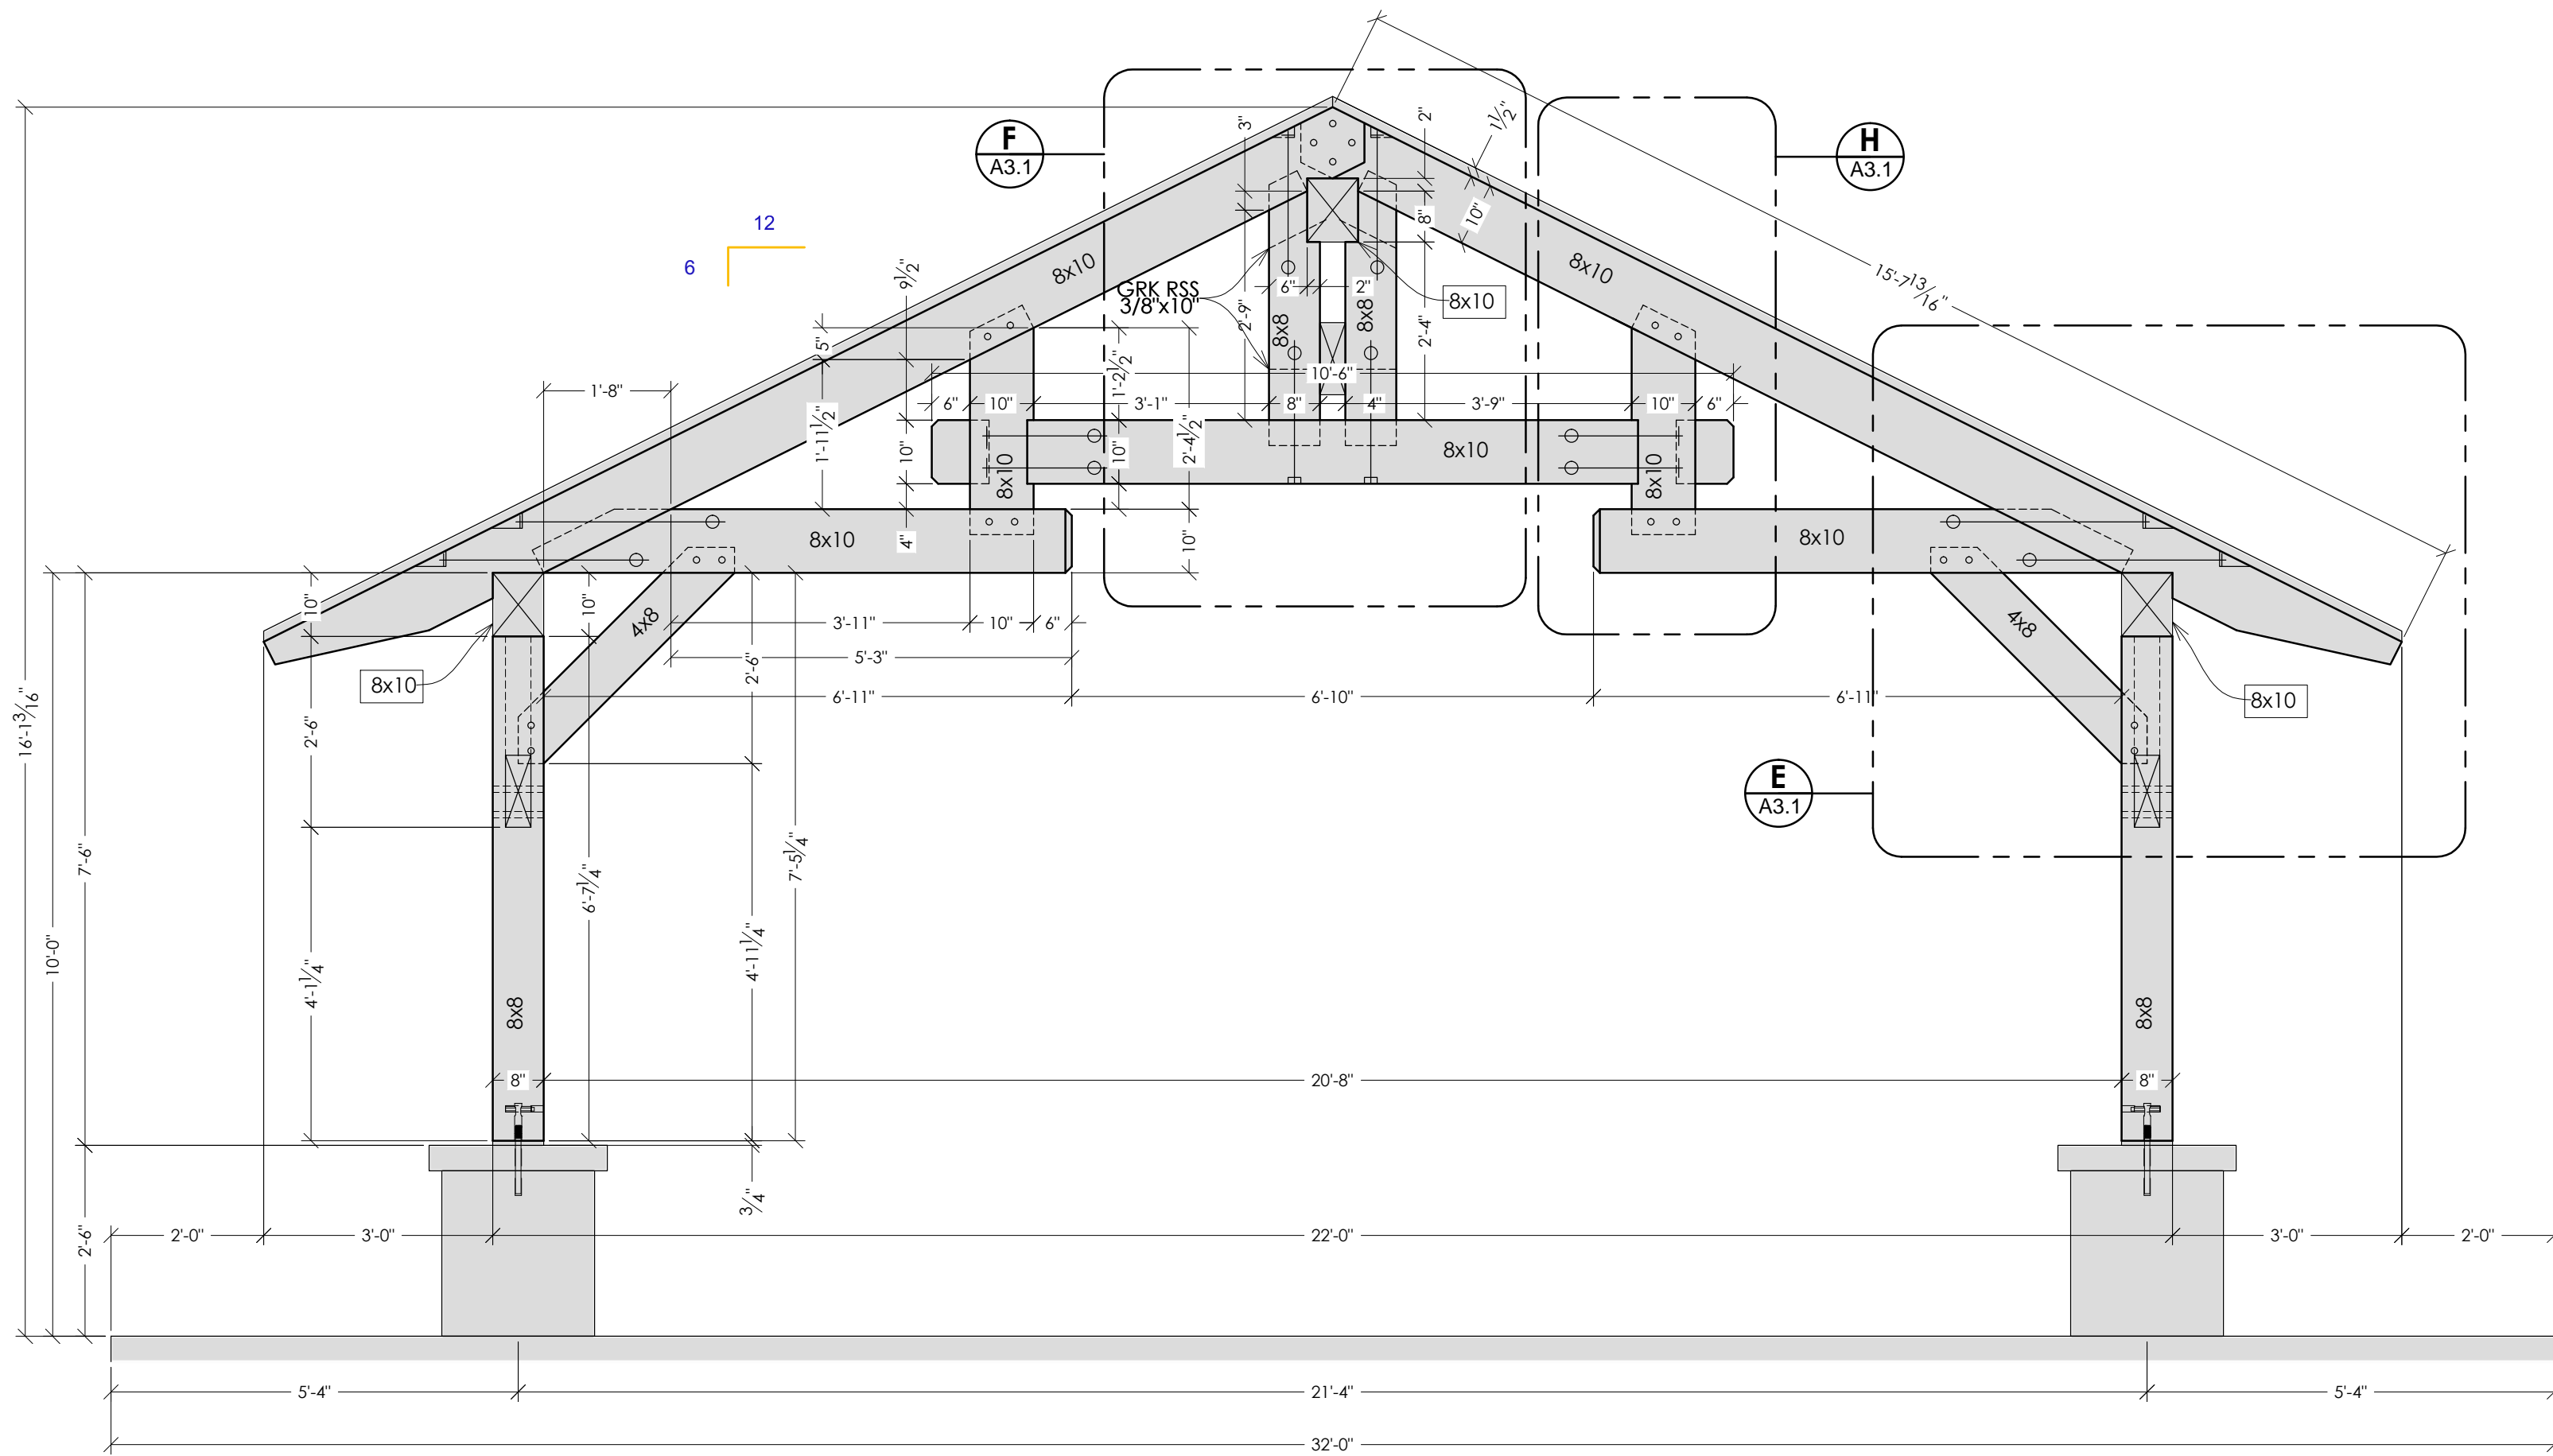 F
A3.1
H
A3.1
3"
2"
1 1/2"
10"
15'-7 13/16"
12
6
8x10
8x10
9 1/2"
8"
GRK RSS
3/8"x10"
6"
2"
8x10
8x8
8x8
2'-9"
2'-4"
5"
1'-2 1/2"
10'-6"
1'-8"
6"
10"
3'-1"
8"
4"
3'-9"
10"
6"
1'-11 1/2"
10"
10"
2'-4 1/2"
8x10
8x10
8x10
8x10
4"
8x10
10"
8x10
10"
10"
4x8
3'-11"
10"
6"
4x8
5'-3"
2'-6"
8x10
6'-11"
6'-10"
6'-11"
8x10
16'-1 3/16"
2'-6"
E
A3.1
7'-6"
10'-0"
6'-7 1/4"
7'-5 1/4"
4'-11 1/4"
4'-1 1/4"
8x8
8x8
8"
20'-8"
8"
3/4"
2'-6"
2'-0"
3'-0"
22'-0"
3'-0"
2'-0"
5'-4"
21'-4"
5'-4"
32'-0"